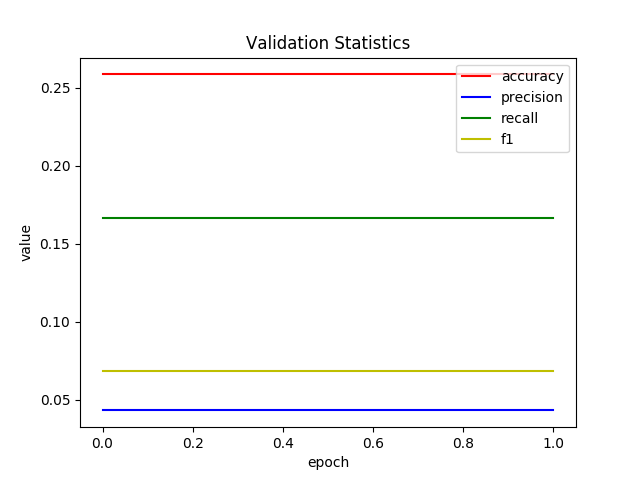 Validation Statistics
accuracy
precision
recall
f1
value
0.25
0.20
0.15
0.10
0.05
0.0 0.2 0.4 0.6 0.8 1.0
epoch